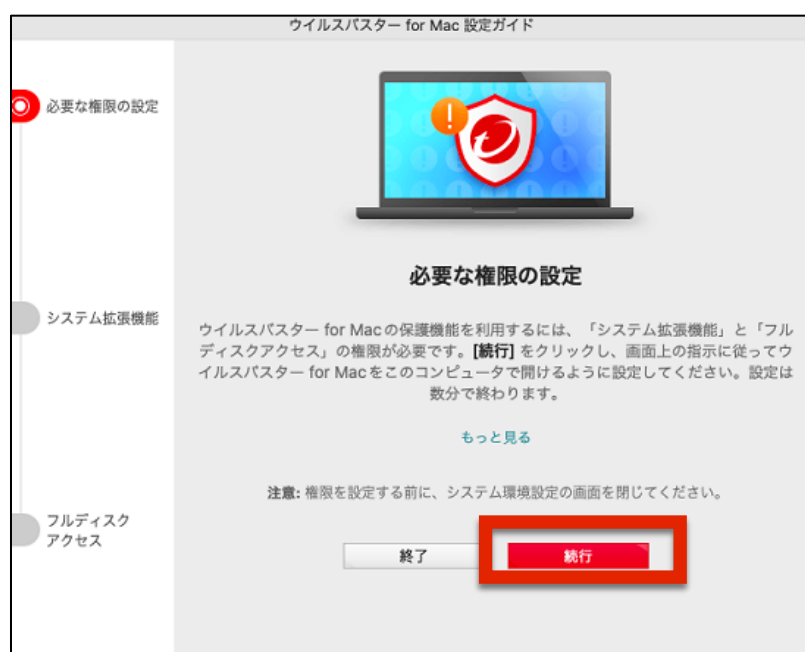 ウイルスバスター for Mac 設定ガイド
必要な権限の設定
システム拡張機能
フルディスク
アクセス
必要な権限の設定
ウイルスバスター for Macの保護機能を利用するには、「システム拡張機能」と「フル
ディスクアクセス」の権限が必要です。[続行] をクリックし、画面上の指示に従ってウ
イルスバスター for Macをこのコンピュータで開けるように設定してください。設定は
数分で終わります。
もっと見る
注意: 権限を設定する前に、システム環境設定の画面を閉じてください。
終了
続行